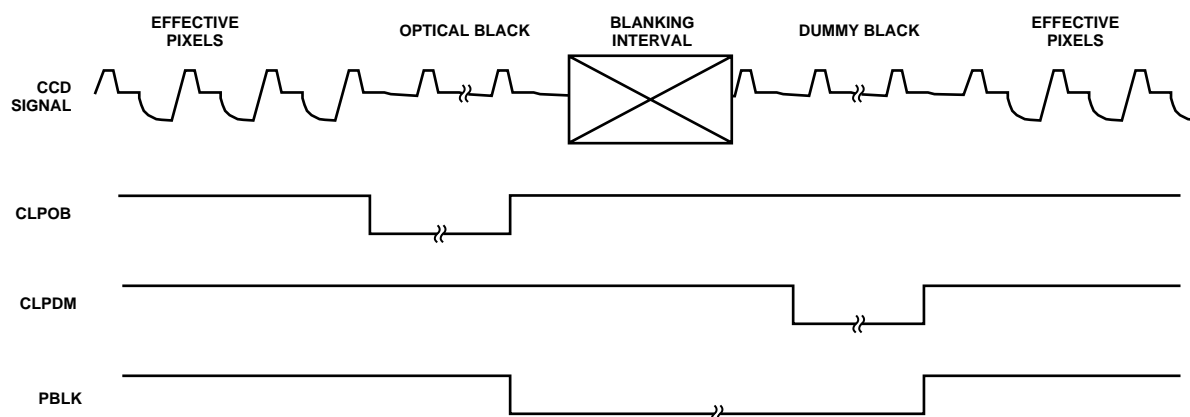 EFFECTIVE
PIXELS
OPTICAL BLACK
BLANKING
INTERVAL
DUMMY BLACK
EFFECTIVE
PIXELS
CCD
SIGNAL
CLPOB
CLPDM
PBLK